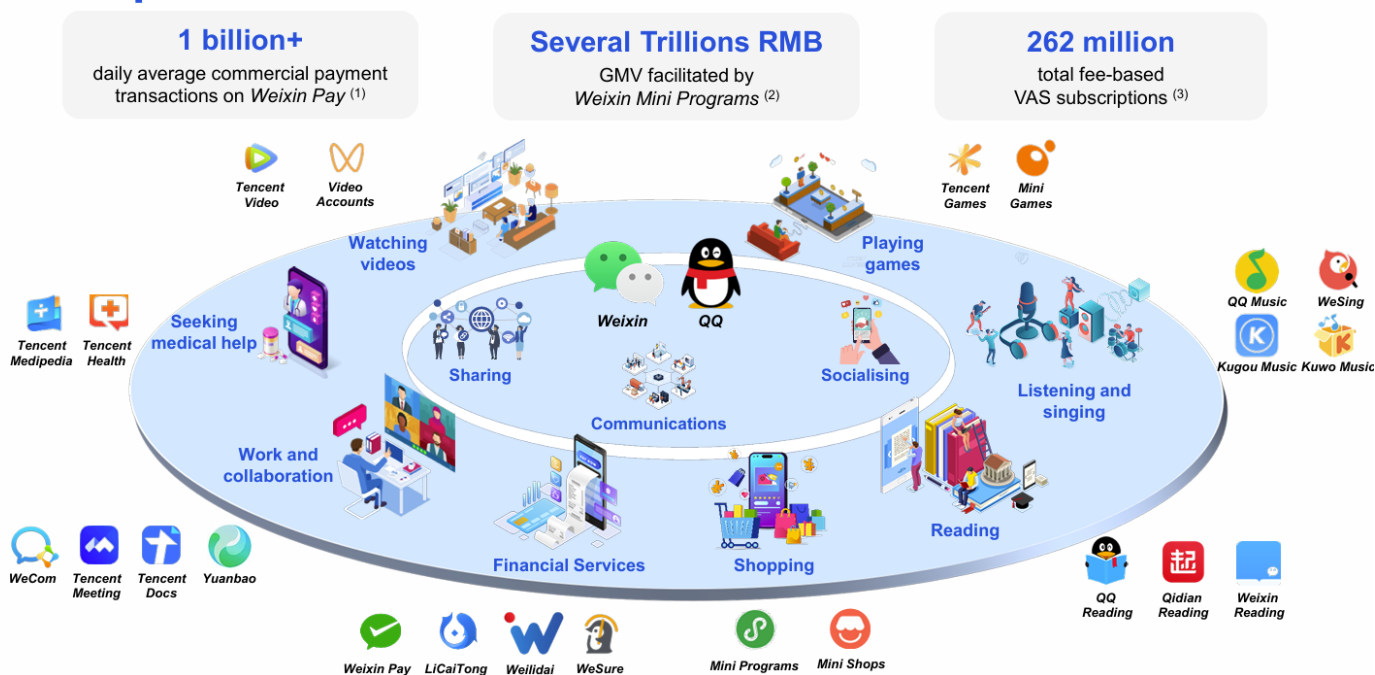 1 billion+
daily average commercial payment
transactions on Weixin Pay (1)
Several Trillions RMB
GMV facilitated by
Weixin Mini Programs (2)
262 million
total fee-based
VAS subscriptions (3)
Tencent
Video
Video
Accounts
Tencent
Games
Mini
Games
Watching
videos
Playing
games
Weixin
QQ
QQ Music
WeSing
Kugou Music
Kuwo Music
Tencent
Medipedia
Tencent
Health
Seeking
medical help
Sharing
Socialising
Communications
Listening and
singing
Work and
collaboration
Reading
Financial Services
Shopping
WeCom
Tencent
Meeting
Tencent
Docs
Yuanbao
QQ
Reading
起
Qidian
Reading
Weixin
Reading
Weixin Pay
LiCaiTong
Weilidai
WeSure
Mini Programs
Mini Shops